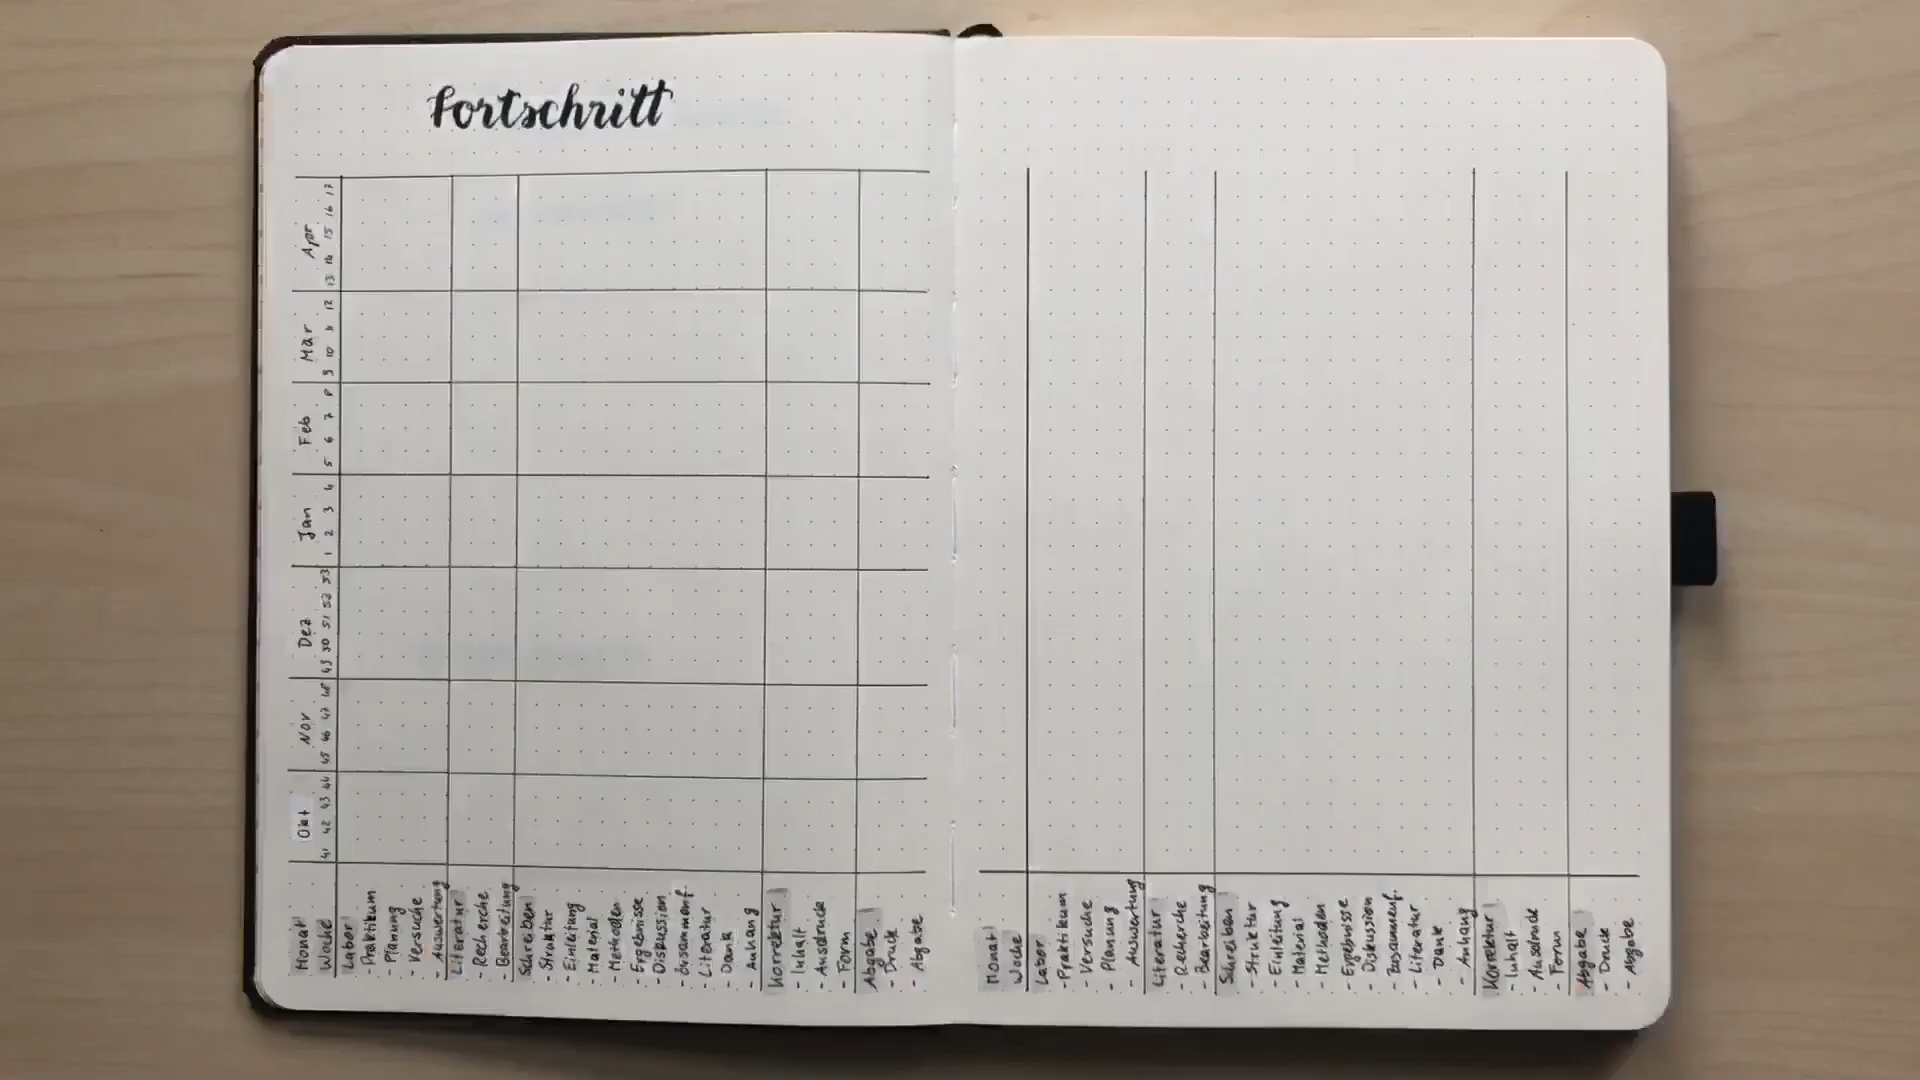 Fortschritt
Monat Okt Nov Dez Jan Feb Mär Apr
Woche 41 42 43 44 45 46 47 48 49 50 51 52 53 1 2 3 4 5 6 7 8 9 10 11 12 13 14 15 16 17
Labor
- Praktikum
- Planung
- Versuche
- Auswertung
Literatur
- Recherche
- Bearbeitung
Schreiben
- Struktur
- Einleitung
- Material
- Methoden
- Ergebnisse
- Diskussion
- Zusammenf.
- Literatur
- Dank
- Anhang
Korrektur
- Inhalt
- Ausdruck
- Form
Abgabe
- Druck
- Abgabe
Monat
Woche
Labor
- Praktikum
- Versuche
- Planung
- Auswertung
Literatur
- Recherche
- Bearbeitung
Schreiben
- Struktur
- Einleitung
- Material
- Methoden
- Ergebnisse
- Diskussion
- Zusammenf.
- Literatur
- Dank
- Anhang
Korrektur
- Inhalt
- Ausdruck
- Form
Abgabe
- Druck
- Abgabe